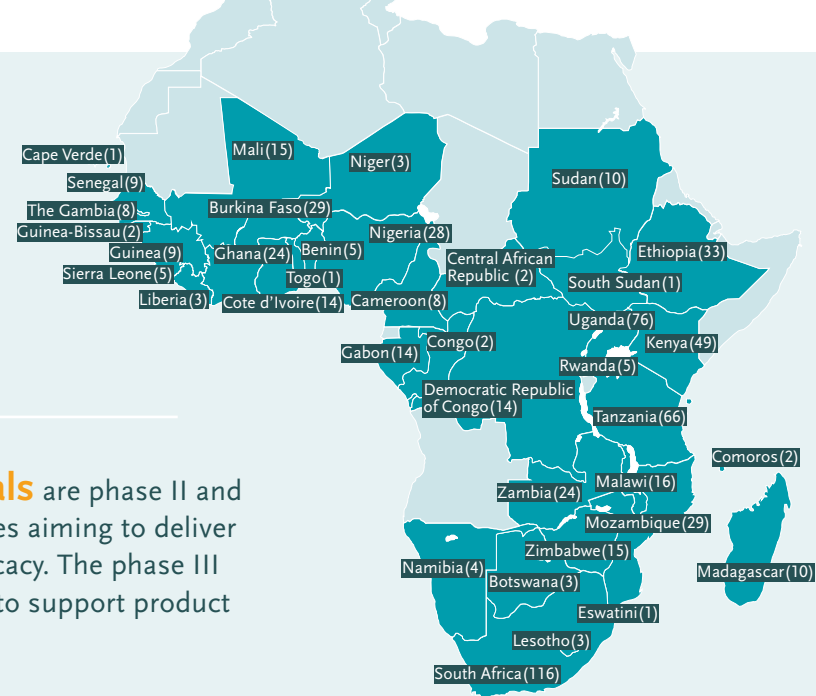 Cape Verde(1)
Mali(15)
Niger(3)
Senegal(9)
Sudan(10)
The Gambia(8)
Burkina Faso(29)
Guinea-Bissau(2)
Nigeria(28)
Guinea(9)
Ghana(24)
Benin(5)
Central African
Republic (2)
Ethiopia(33)
Sierra Leone(5)
Togo(1)
South Sudan(1)
Liberia(3)
Cote d'Ivoire(14)
Cameroon(8)
Uganda(76)
Gabon(14)
Congo(2)
Kenya(49)
Rwanda(5)
Democratic Republic
of Congo(14)
Tanzania(66)
Comoros(2)
Zambia(24)
Malawi(16)
Mozambique(29)
Zimbabwe(15)
Namibia(4)
Botswana(3)
Madagascar(10)
Eswatini(1)
Lesotho(3)
South Africa(116)
als are phase II and
es aiming to deliver
cacy. The phase III
to support product